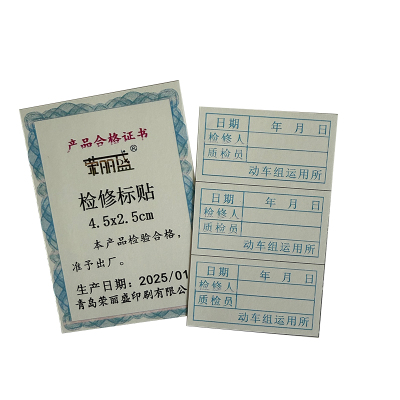 产品合格证书
荣丽盛®
检修标贴
4.5x2.5cm
本产品检验合格，
准予出厂。
生产日期：2025/01
青岛荣丽盛印刷有限公
日期 年 月 日
检修人
质检员
动车组运用所
日期 年 月 日
检修人
质检员
动车组运用所
日期 年 月 日
检修人
质检员
动车组运用所